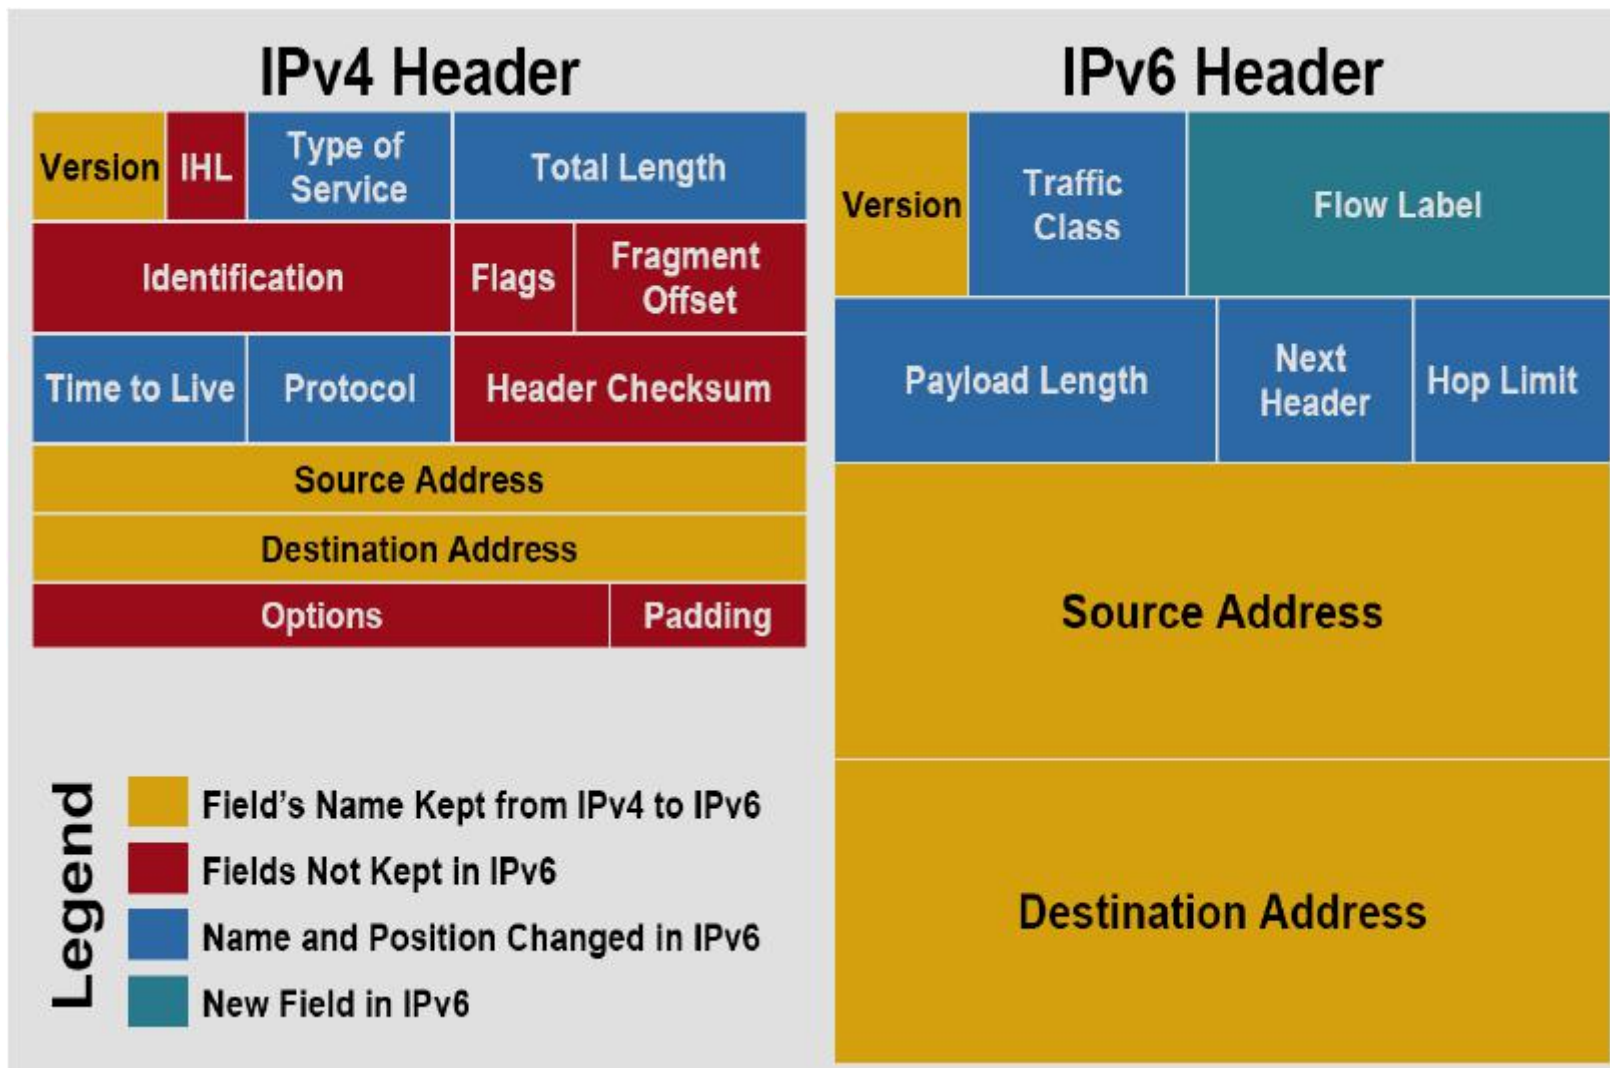 IPv4 Header
Version IHL Type of Service Total Length
Identification Flags Fragment Offset
Time to Live Protocol Header Checksum
Source Address
Destination Address
Options Padding
IPv6 Header
Version Traffic Class Flow Label
Payload Length Next Header Hop Limit
Source Address
Destination Address
Legend
Field's Name Kept from IPv4 to IPv6
Fields Not Kept in IPv6
Name and Position Changed in IPv6
New Field in IPv6